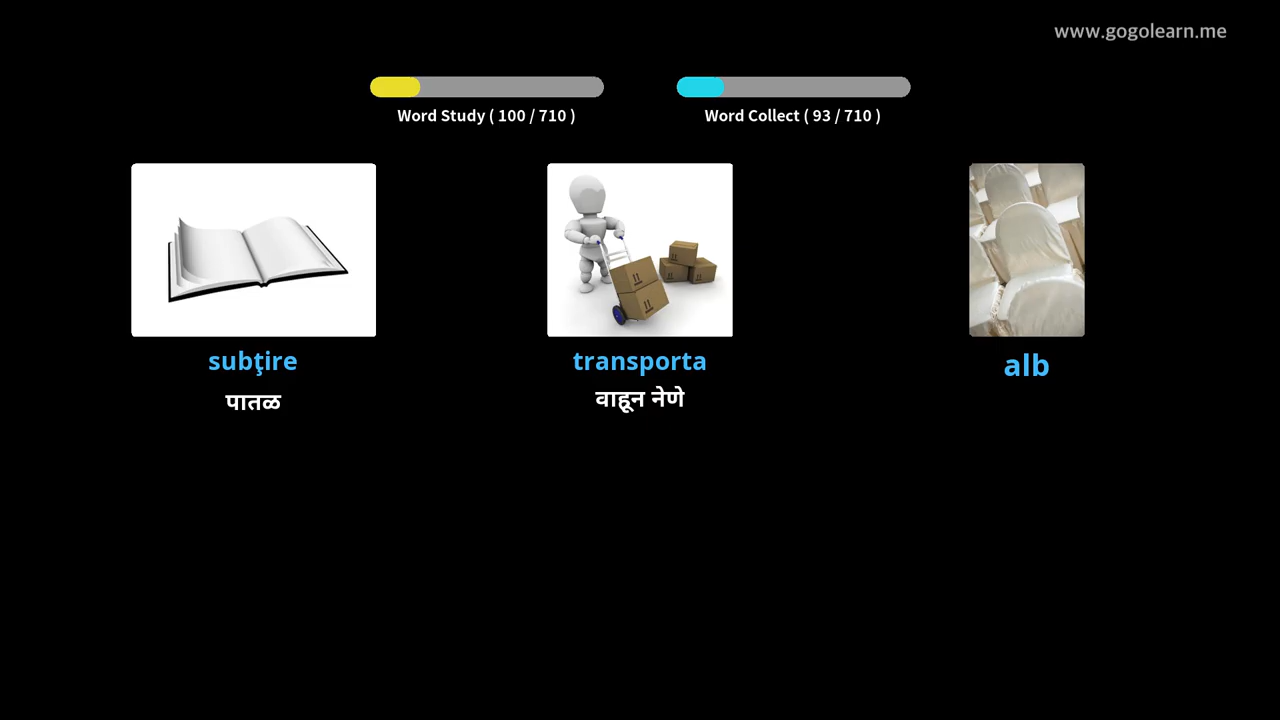 www.gogolearn.me
Word Study ( 100 / 710 )
Word Collect ( 93 / 710 )
subţire
transporta
alb
पातळ
वाहून नेणे